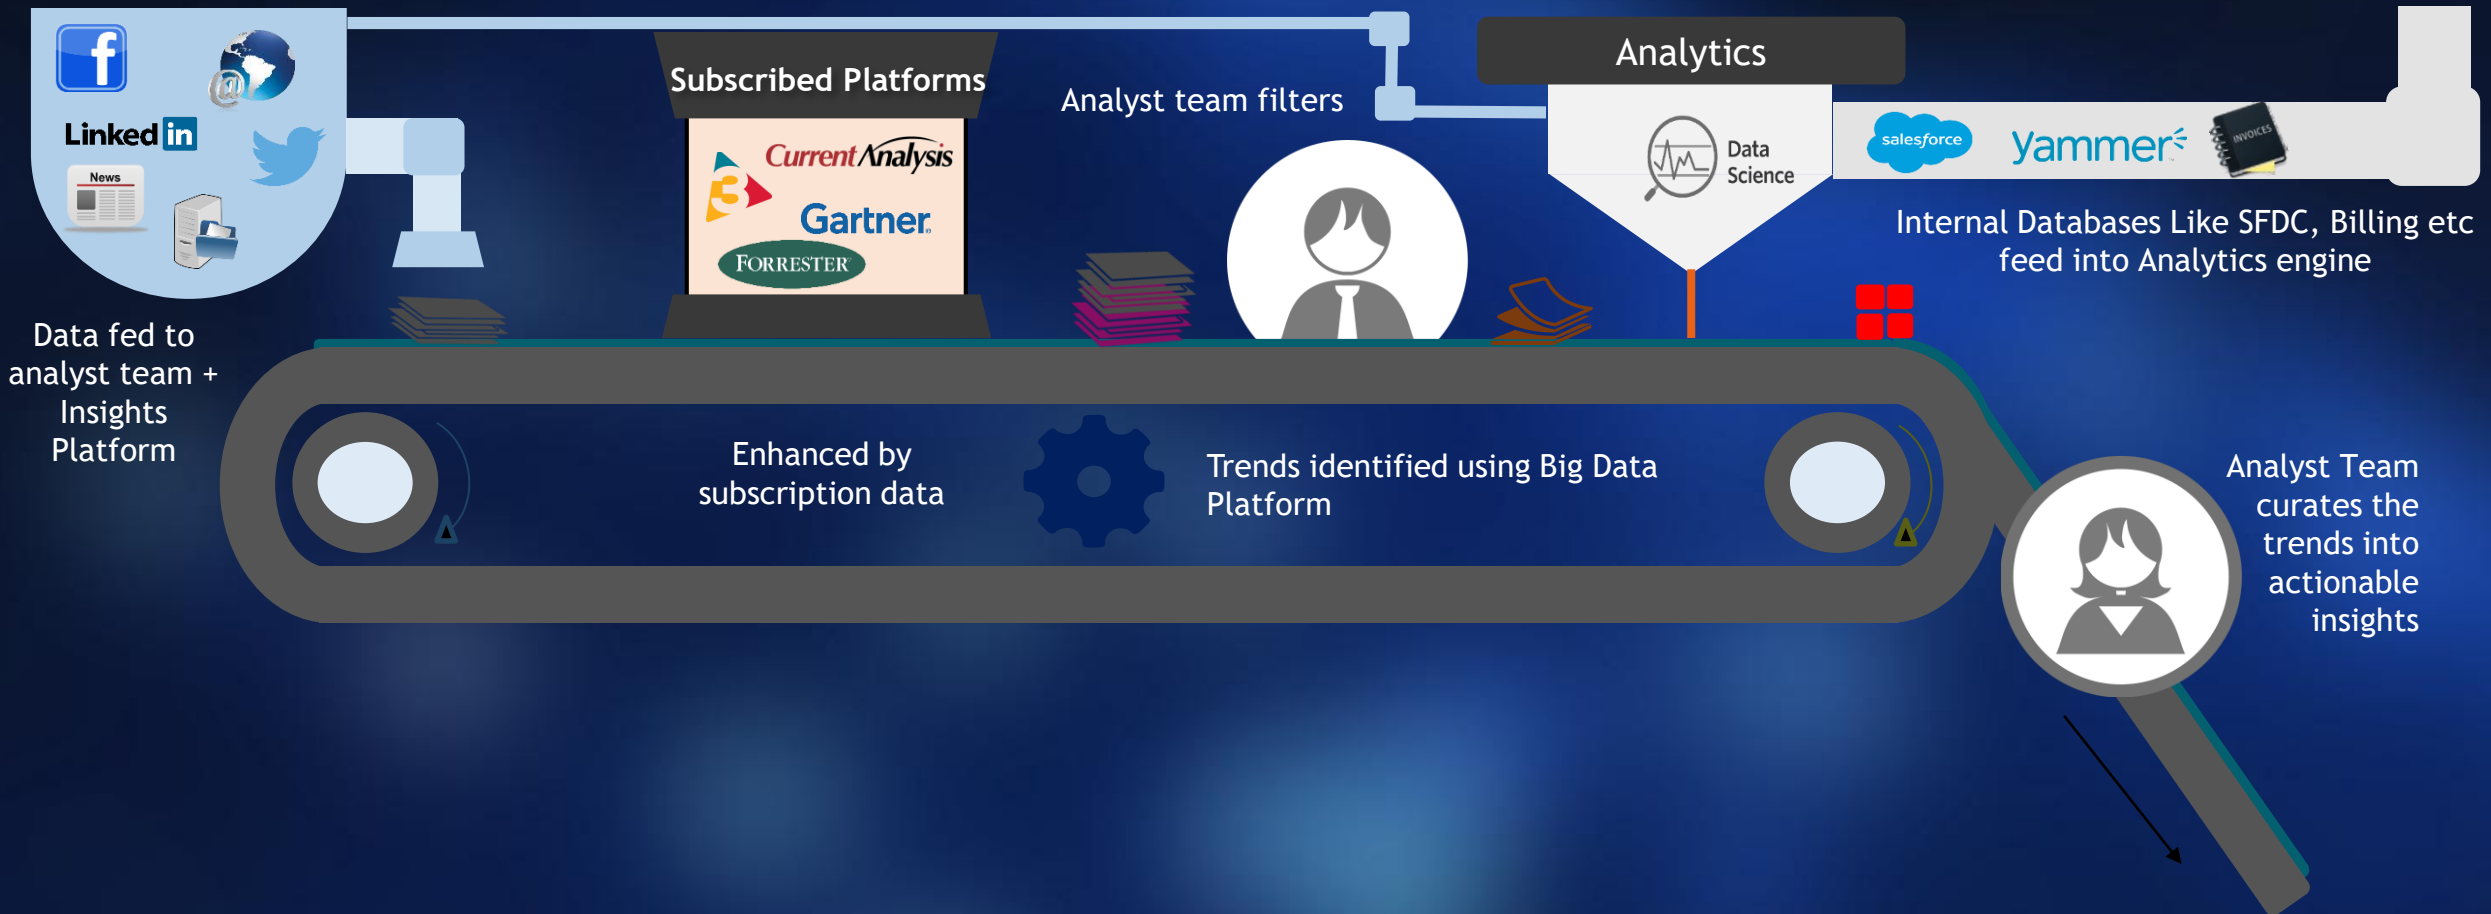 f
@
Linked in
News
Data fed to
analyst team +
Insights
Platform
Subscribed Platforms
Current Analysis
3
Gartner
FORRESTER
Analyst team filters
Analytics
Data
Science
salesforce
yammer
INVOICES
Internal Databases Like SFDC, Billing etc
feed into Analytics engine
Enhanced by
subscription data
Trends identified using Big Data
Platform
Analyst Team
curates the
trends into
actionable
insights